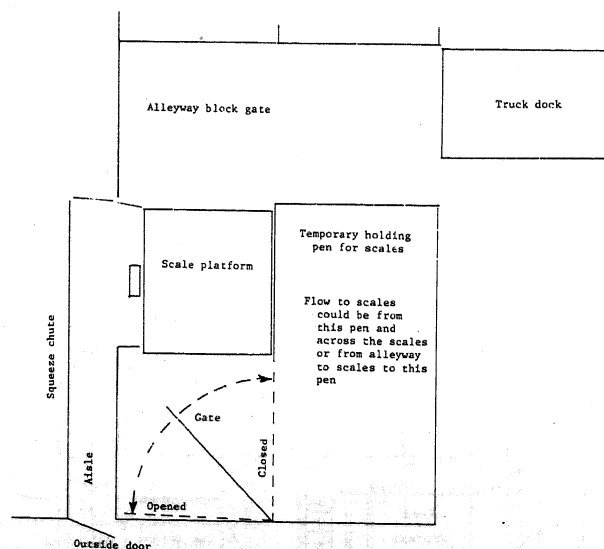 Alleyway block gate
Truck dock
Temporary holding
pen for scales
Scale platform
Flow to scales
could be from
this pen and
across the scales
or from alleyway
to scales to this
pen
Squeeze chute
Gate
Closed
Aisle
Opened
Outside door